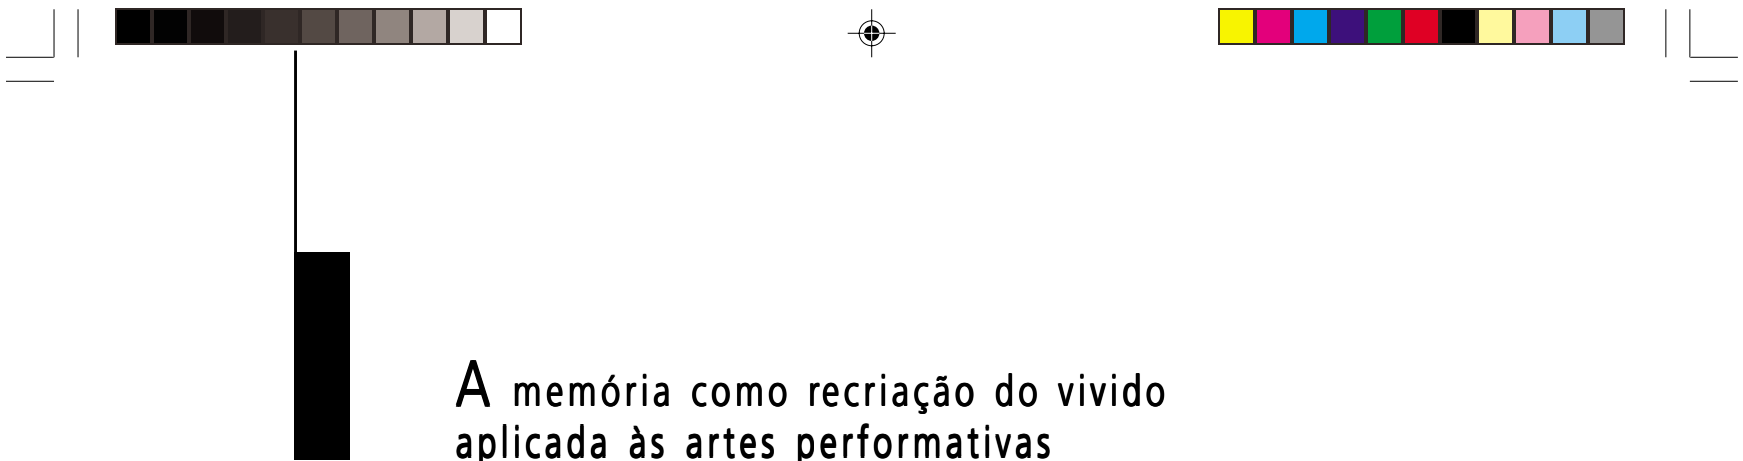 A memória como recriação do vivido
aplicada às artes performativas